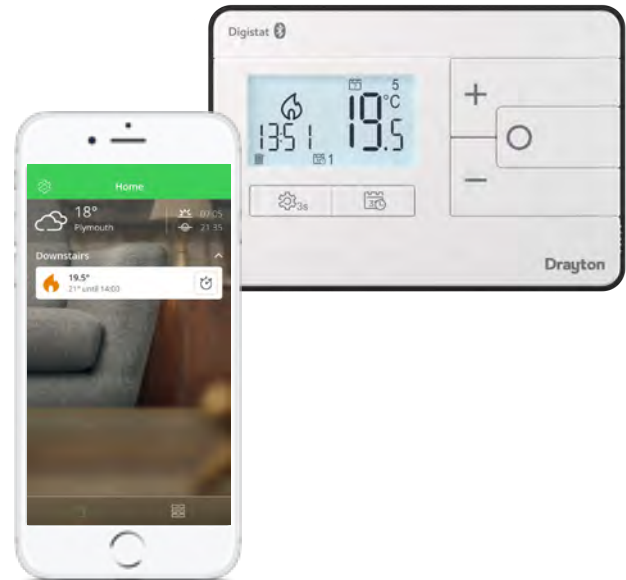 Digistat
5
19.5
°C
13:51
1
3s
Drayton
Home
18°
Plymouth
07:05
21:35
Downstairs
19.5°
21° until 14:00